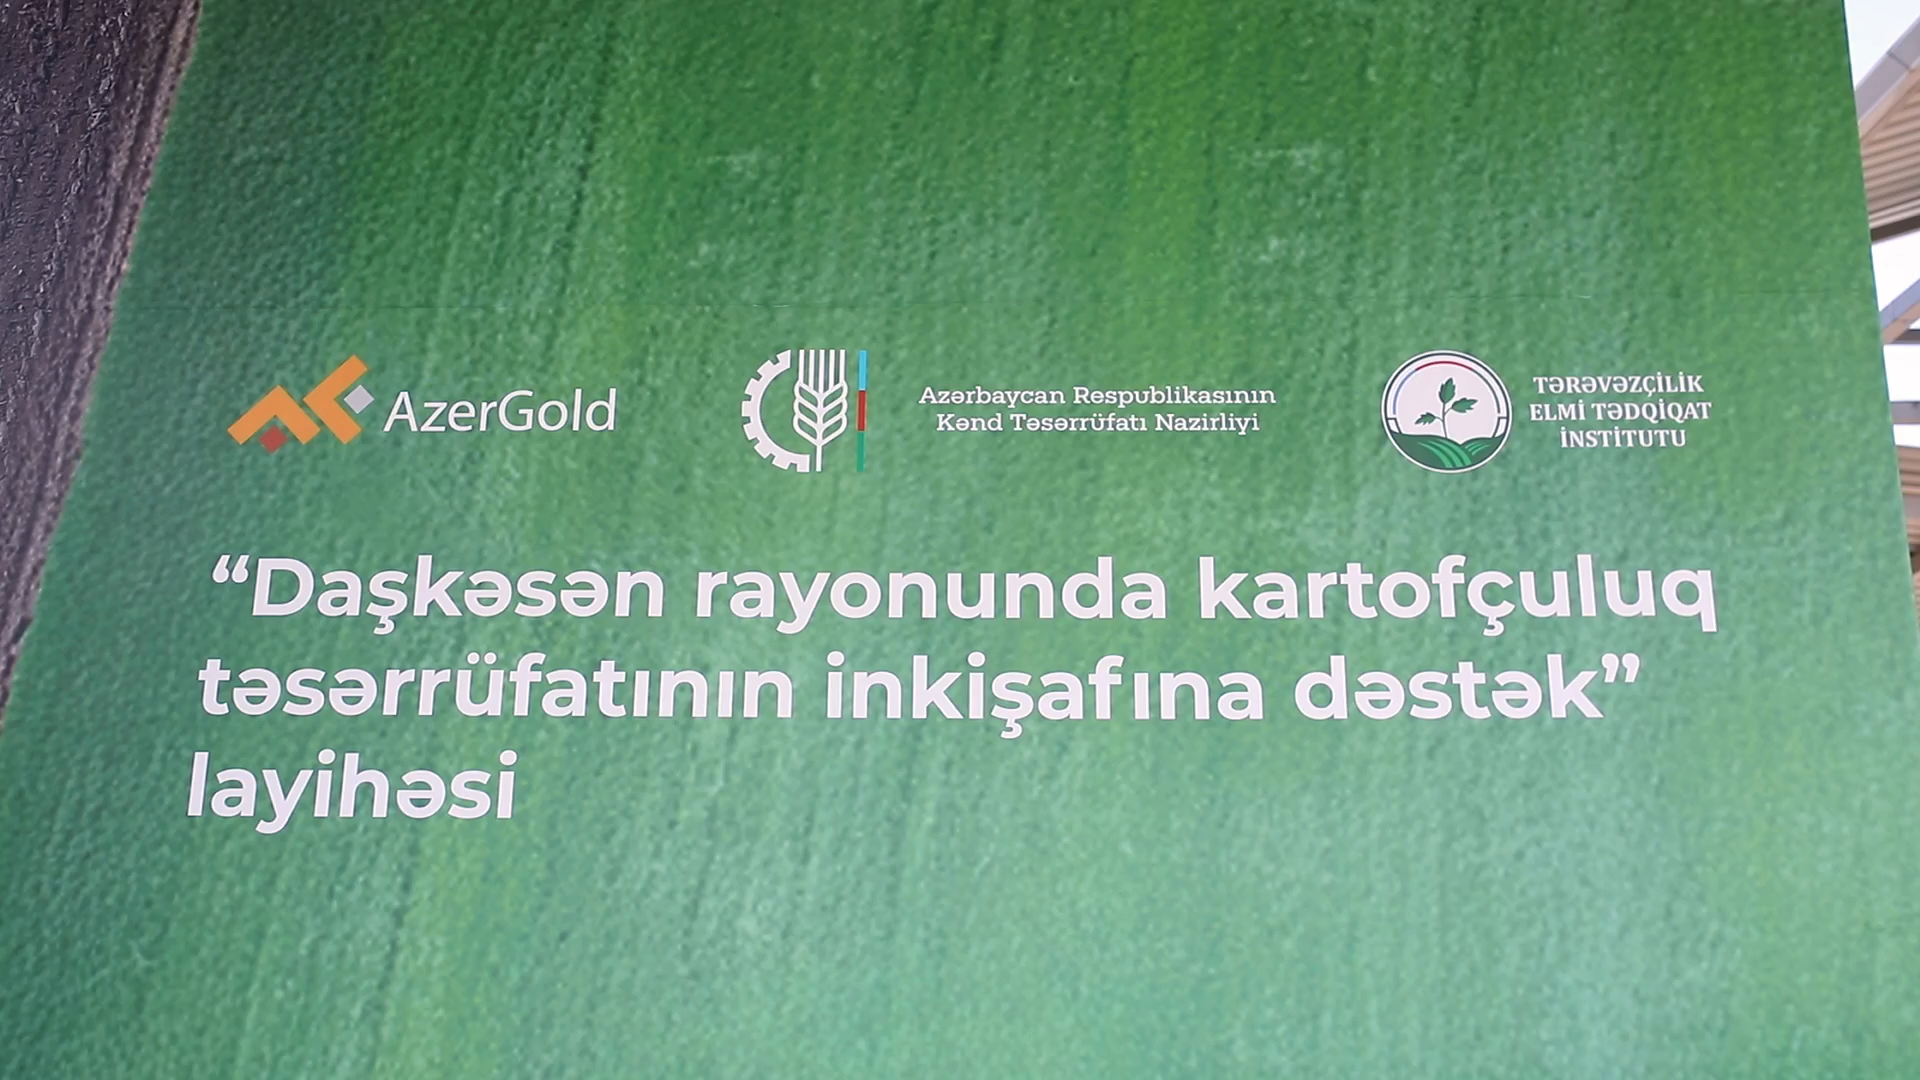 AzerGold
Azərbaycan Respublikasının
Kənd Təsərrüfatı Nazirliyi
TƏRƏVƏZÇİLİK
ELMİ TƏDQİQAT
İNSTİTUTU
“Daşkəsən rayonunda kartofçuluq
təsərrüfatının inkişafına dəstək”
layihəsi